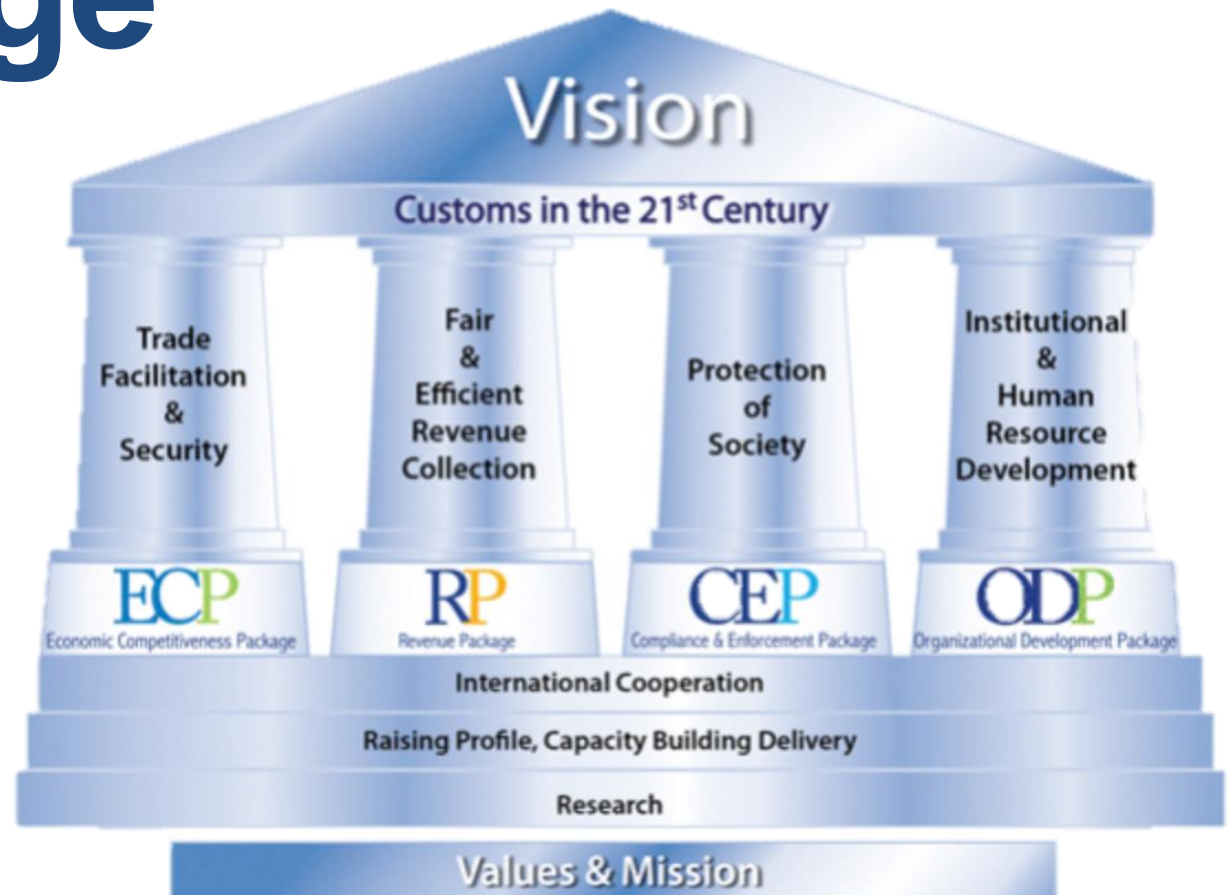 ge
Vision
Customs in the 21st Century
Trade
Facilitation
&
Security
Fair
&
Efficient
Revenue
Collection
Protection
of
Society
Institutional
&
Human
Resource
Development
ECP
Economic Competitiveness Package
RP
Revenue Package
CEP
Compliance & Enforcement Package
ODP
Organizational Development Package
International Cooperation
Raising Profile, Capacity Building Delivery
Research
Values & Mission